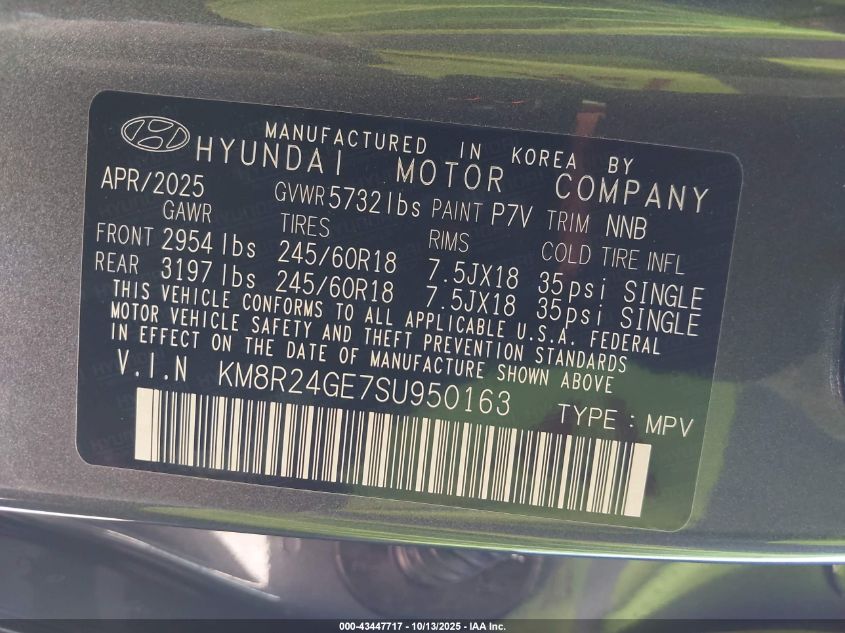 MANUFACTURED IN KOREA BY
HYUNDAI MOTOR COMPANY
APR/2025 GVWR 5732lbs PAINT P7V TRIM NNB
GAWR TIRES RIMS COLD TIRE INFL
FRONT 2954lbs 245/60R18 7.5JX18 35psi SINGLE
REAR 3197lbs 245/60R18 7.5JX18 35psi SINGLE
THIS VEHICLE CONFORMS TO ALL APPLICABLE U.S.A. FEDERAL
MOTOR VEHICLE SAFETY AND THEFT PREVENTION STANDARDS
IN EFFECT ON THE DATE OF MANUFACTURE SHOWN ABOVE
V.I.N KM8R24GE7SU950163
TYPE : MPV
000-43447717 - 10/13/2025 - IAA Inc.